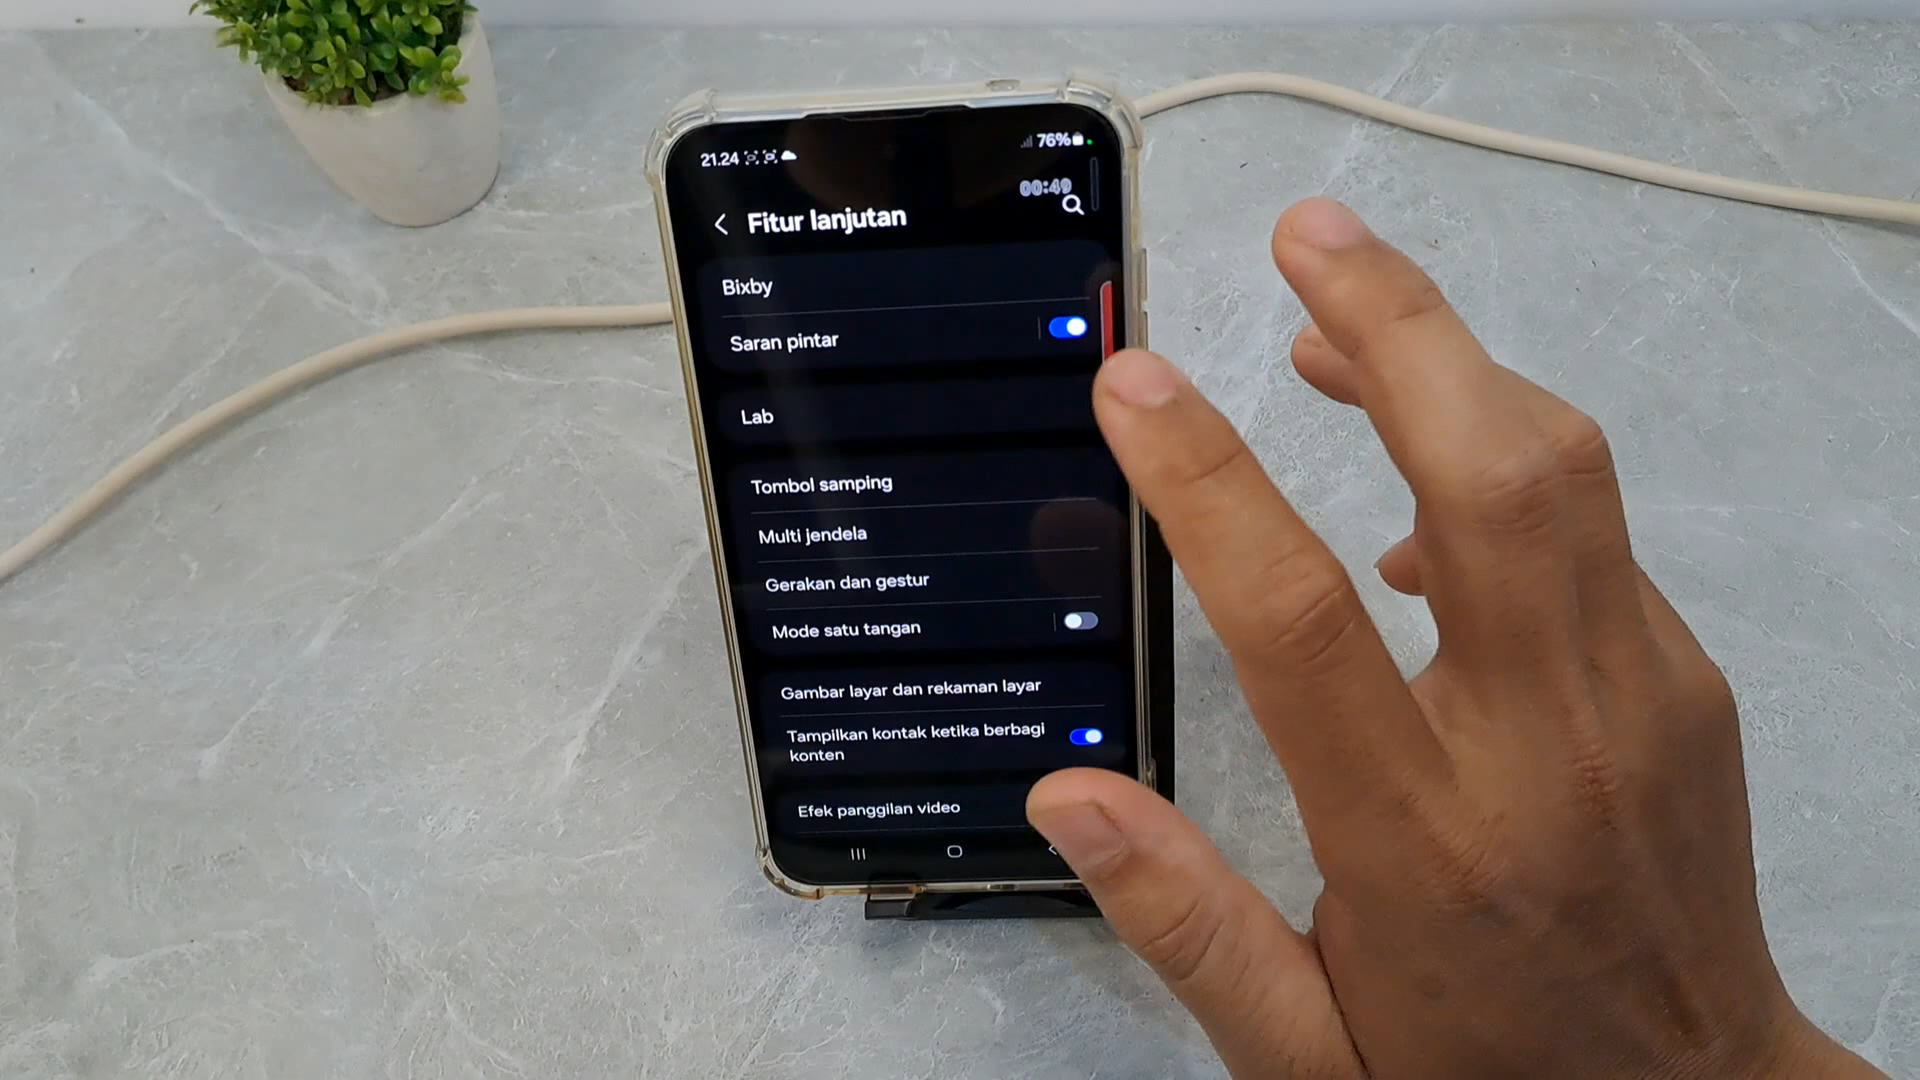 21.24
76%
00:49
Fitur lanjutan
Bixby
Saran pintar
Lab
Tombol samping
Multi jendela
Gerakan dan gestur
Mode satu tangan
Gambar layar dan rekaman layar
Tampilkan kontak ketika berbagi
konten
Efek panggilan video